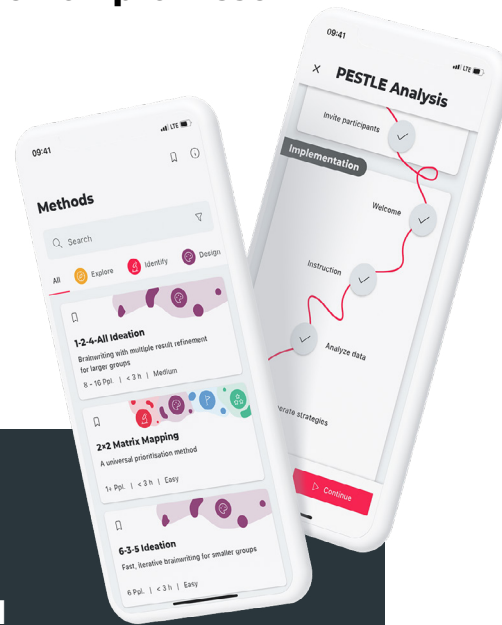 09:41
LTE
Methods
Search
All
Explore
Identify
Design
1-2-4-All Ideation
Brainwriting with multiple result refinement
for larger groups
8 - 16 Ppl. | < 3 h | Medium
2×2 Matrix Mapping
A universal prioritisation method
1+ Ppl. | < 3 h | Easy
6-3-5 Ideation
Fast, iterative brainwriting for smaller groups
6 Ppl. | < 3 h | Easy
09:41
LTE
PESTLE Analysis
Invite participants
Implementation
Welcome
Instruction
Analyze data
strategies
Continue